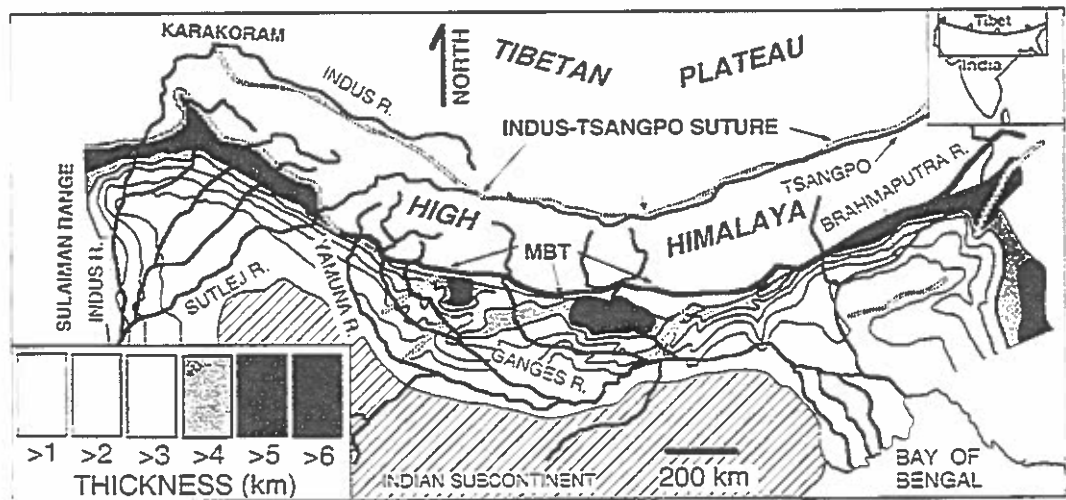 KARAKORAM
INDUS R.
NORTH
TIBETAN PLATEAU
Tibet
India
INDUS-TSANGPO SUTURE
TSANGPO
BRAHMAPUTRA R.
HIGH HIMALAYA
MBT
SULAIMAN RANGE
INDUS R.
SUTLEJ R.
YAMUNA R.
GANGES R.
>1 >2 >3 >4 >5 >6
THICKNESS (km)
INDIAN SUBCONTINENT
200 km
BAY OF
BENGAL